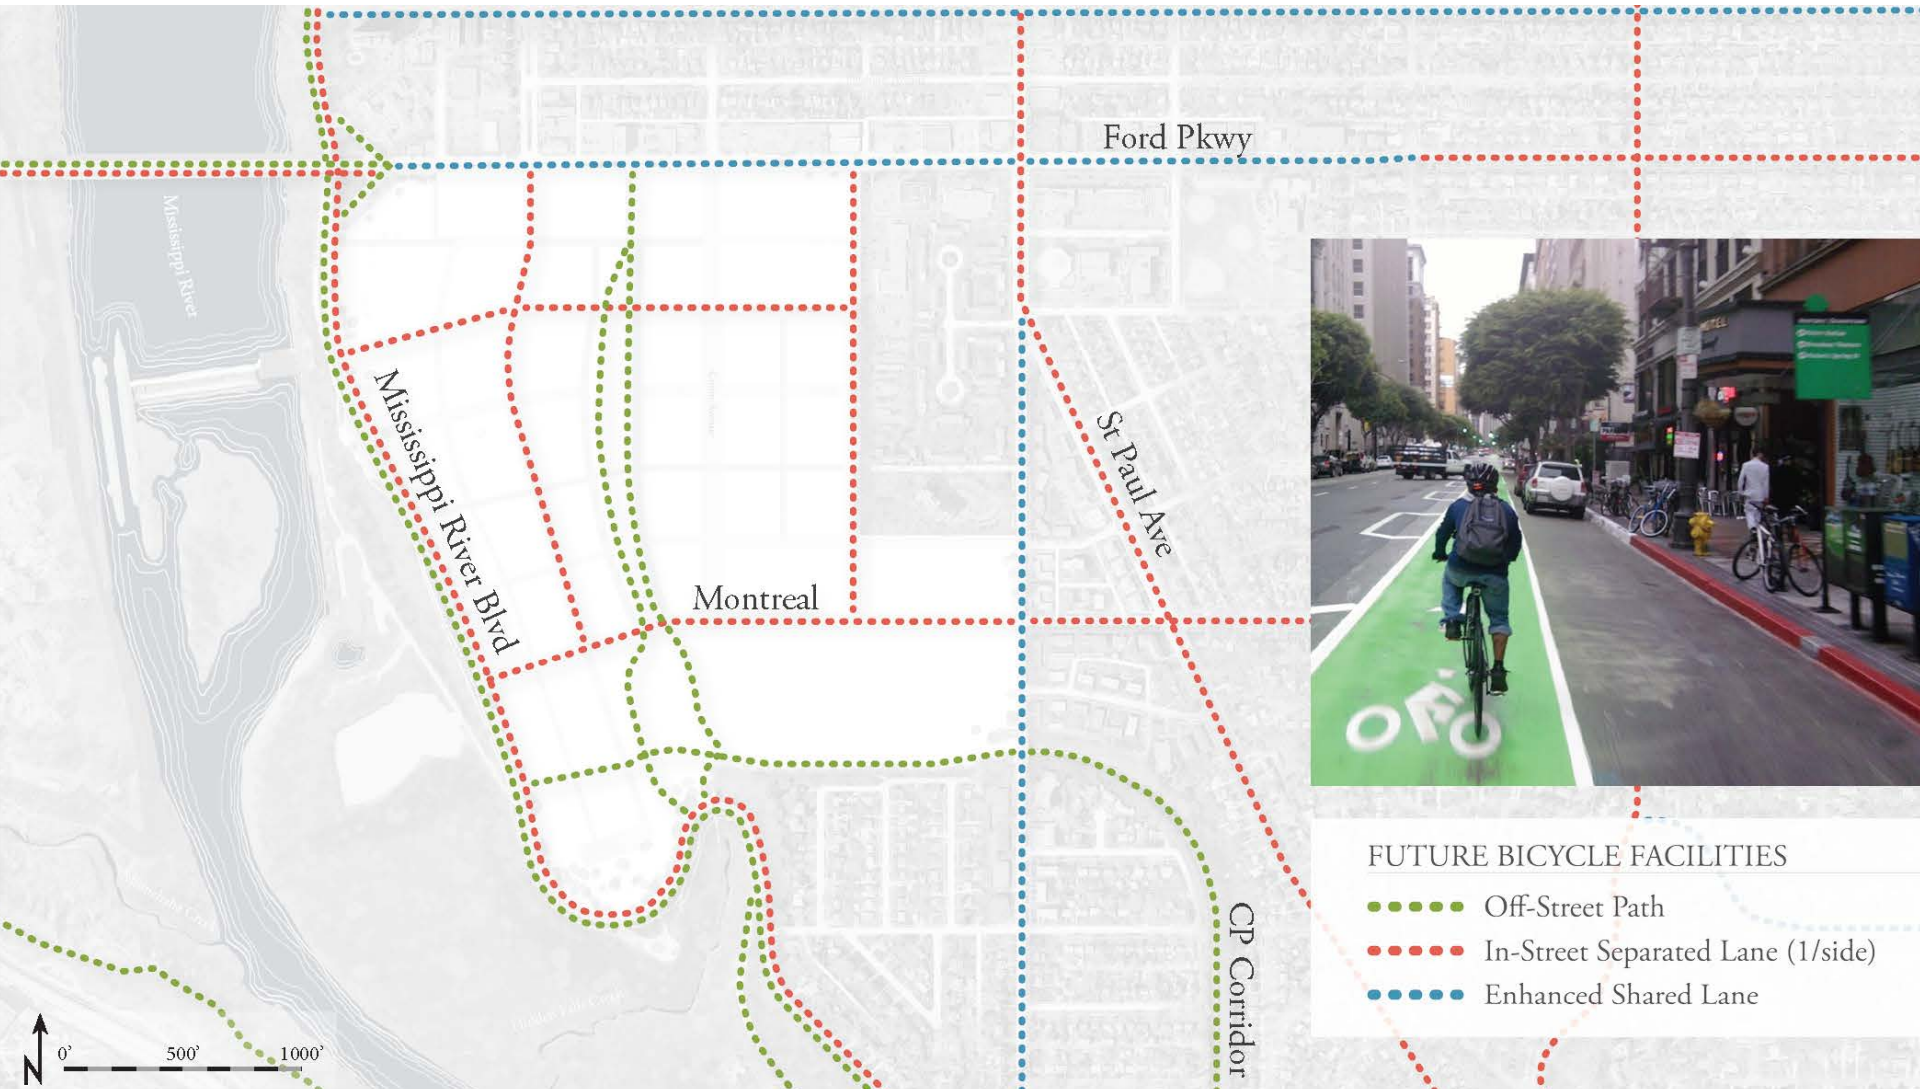 Ford Pkwy
Mississippi River
Mississippi River Blvd
St Paul Ave
Montreal
CP Corridor
FUTURE BICYCLE FACILITIES
Off-Street Path
In-Street Separated Lane (1/side)
Enhanced Shared Lane
N
0' 500' 1000'